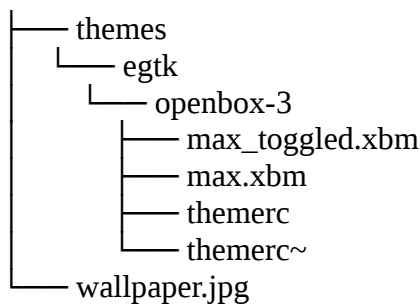 themes
egtk
openbox-3
max_toggled.xbm
max.xbm
themerc
themerc~
wallpaper.jpg